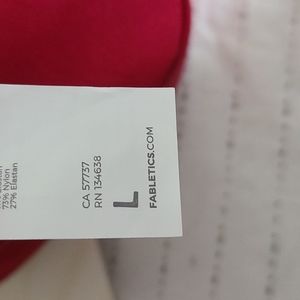 73% Nylon
27% Elastan
CA 57737
RN 134638
L
FABLETICS.COM